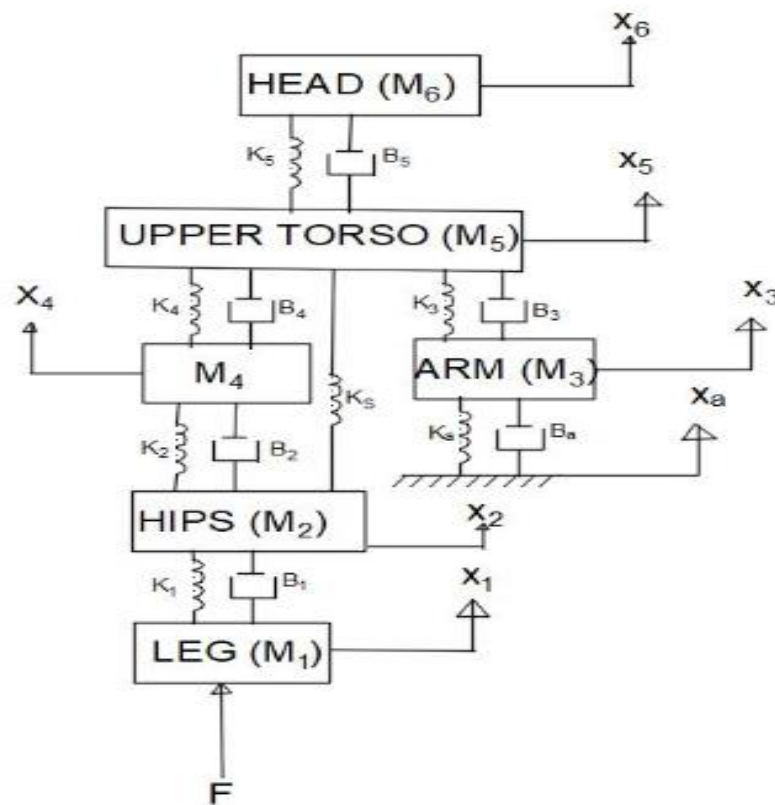 x₆
HEAD (M₆)
K₅ B₅
x₅
UPPER TORSO (M₅)
X₄ K₄ B₄ K₃ B₃ x₃
M₄ ARM (M₃)
Kₛ xₐ
K₂ B₂ Kₐ Bₐ
HIPS (M₂) x₂
K₁ B₁ x₁
LEG (M₁)
F